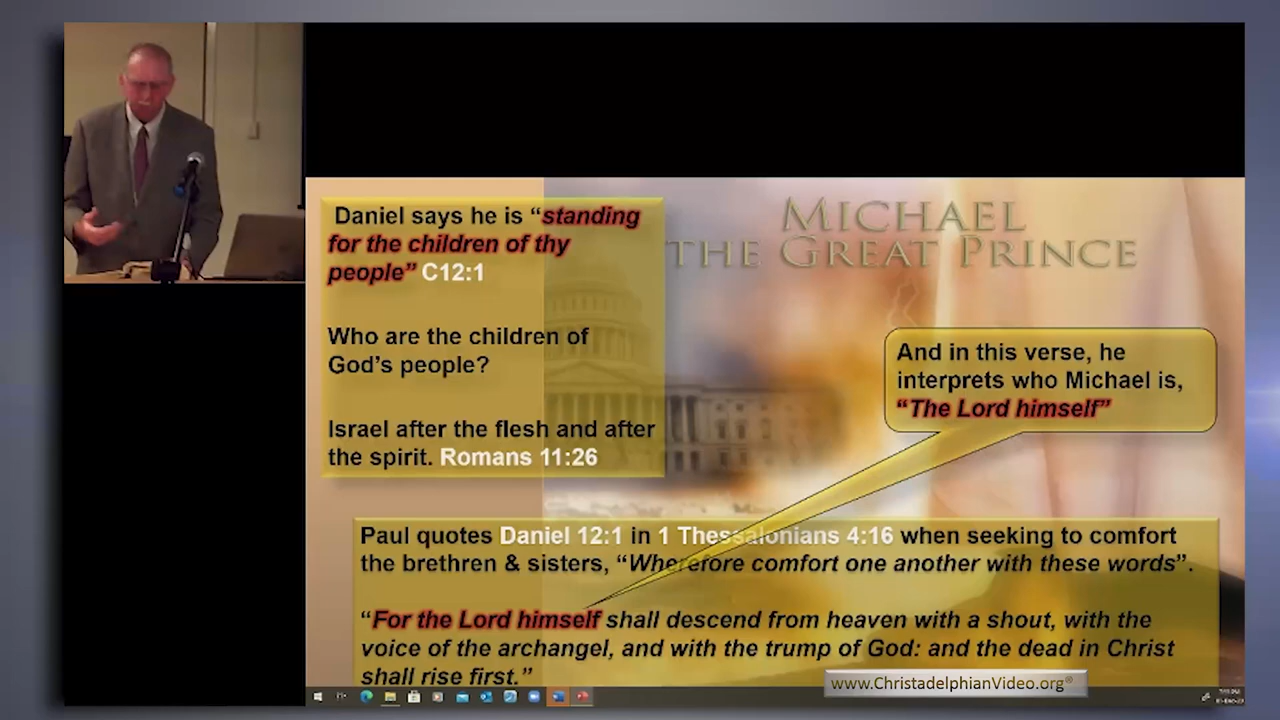 MICHAEL
THE GREAT PRINCE
Daniel says he is “standing
for the children of thy
people” C12:1
Who are the children of
God’s people?
Israel after the flesh and after
the spirit. Romans 11:26
And in this verse, he
interprets who Michael is,
“The Lord himself”
Paul quotes Daniel 12:1 in 1 Thessalonians 4:16 when seeking to comfort
the brethren & sisters, “Wherefore comfort one another with these words”.
“For the Lord himself shall descend from heaven with a shout, with the
voice of the archangel, and with the trump of God: and the dead in Christ
shall rise first.”
www.ChristadelphianVideo.org®